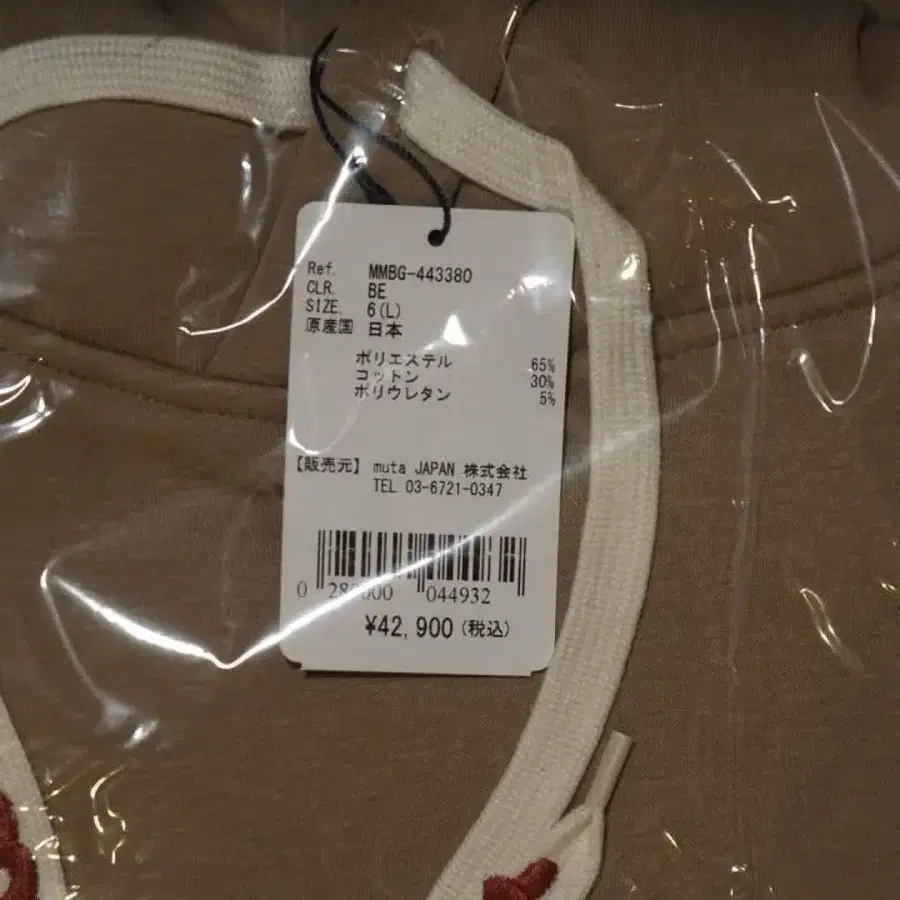 Ref. MMBG-443380
CLR. BE
SIZE. 6(L)
原産国 日本
ポリエステル 65%
コットン 30%
ポリウレタン 5%
【販売元】 muta JAPAN 株式会社
TEL 03-6721-0347
0 280000 044932
¥42,900(税込)